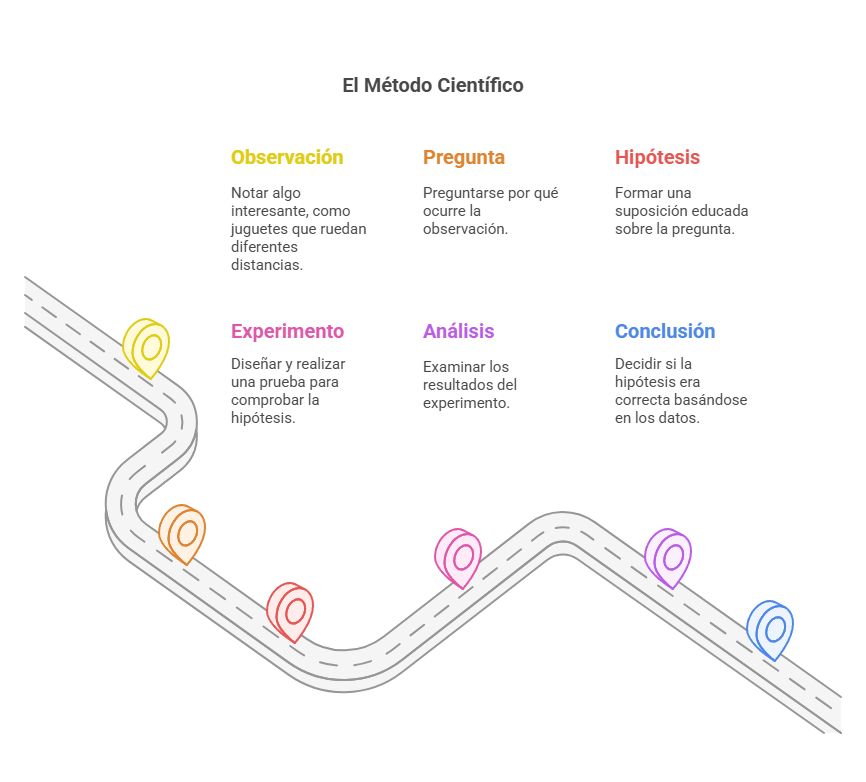 El Método Científico
Observación
Notar algo
interesante, como
juguetes que ruedan
diferentes
distancias.
Pregunta
Preguntarse por qué
ocurre la
observación.
Hipótesis
Formar una
suposición educada
sobre la pregunta.
Experimento
Diseñar y realizar
una prueba para
comprobar la
hipótesis.
Análisis
Examinar los
resultados del
experimento.
Conclusión
Decidir si la
hipótesis era
correcta basándose
en los datos.